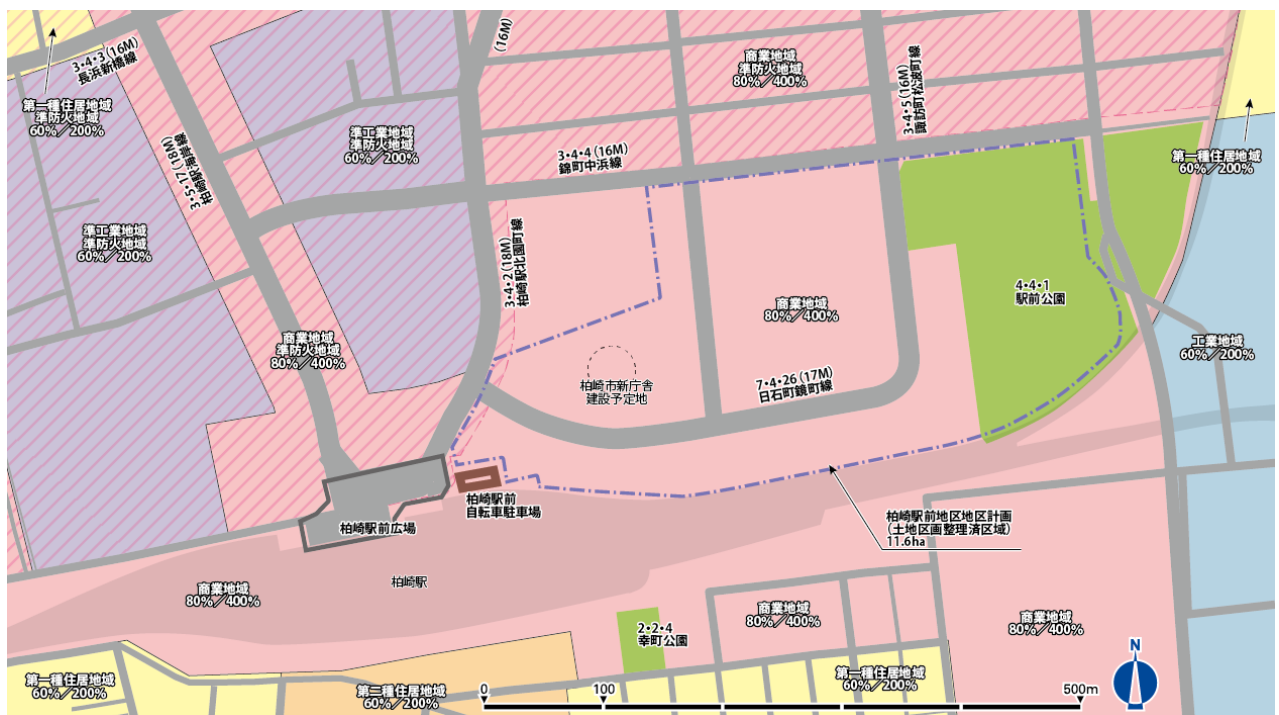 3・4・3（16M）
長浜新橋線
第一種住居地域
準防火地域
60%／200%
3・5・17（18M）
柏崎駅海岸線
準工業地域
準防火地域
60%／200%
(16M)
商業地域
準防火地域
80%／400%
3・4・5（16M）
諏訪町松波町線
第一種住居地域
60%／200%
準工業地域
準防火地域
60%／200%
3・4・4（16M）
錦町中浜線
3・4・2（18M）
柏崎駅北園町線
商業地域
準防火地域
80%／400%
商業地域
80%／400%
4・4・1
駅前公園
工業地域
60%／200%
柏崎市新庁舎
建設予定地
7・4・26（17M）
日石町鏡町線
柏崎駅前広場
柏崎駅前
自転車駐車場
柏崎駅前地区地区計画
（土地区画整理済区域）
11.6ha
商業地域
80%／400%
柏崎駅
2・2・4
幸町公園
商業地域
80%／400%
商業地域
80%／400%
第一種住居地域
60%／200%
第二種住居地域
60%／200%
第一種住居地域
60%／200%
0
100
500m
N